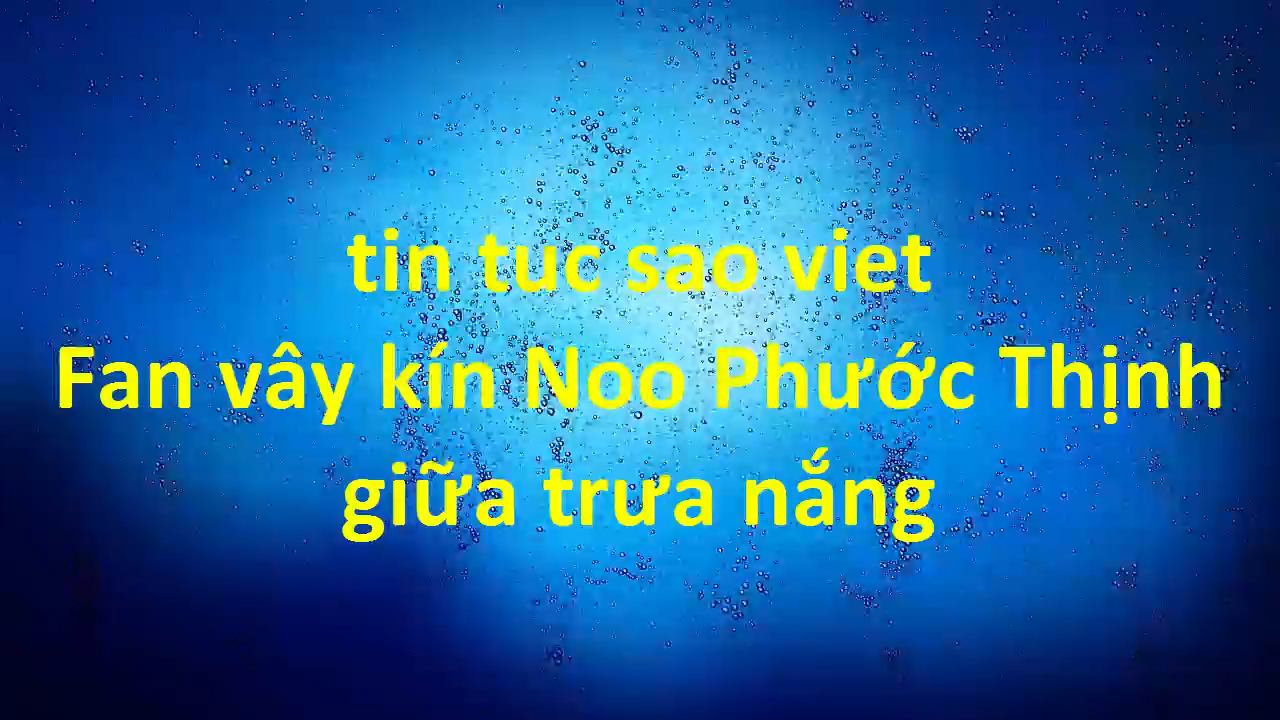 tin tuc sao viet
Fan vây kín Noo Phước Thịnh
giữa trưa nắng